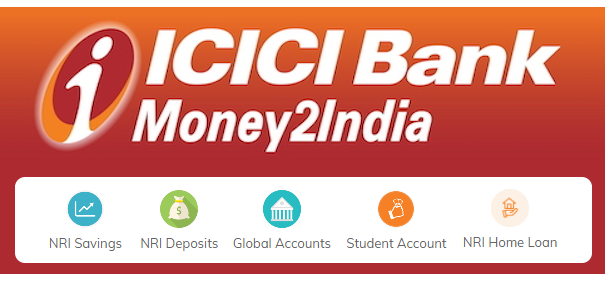 ICICI Bank
Money2India
NRI Savings NRI Deposits Global Accounts Student Account NRI Home Loan